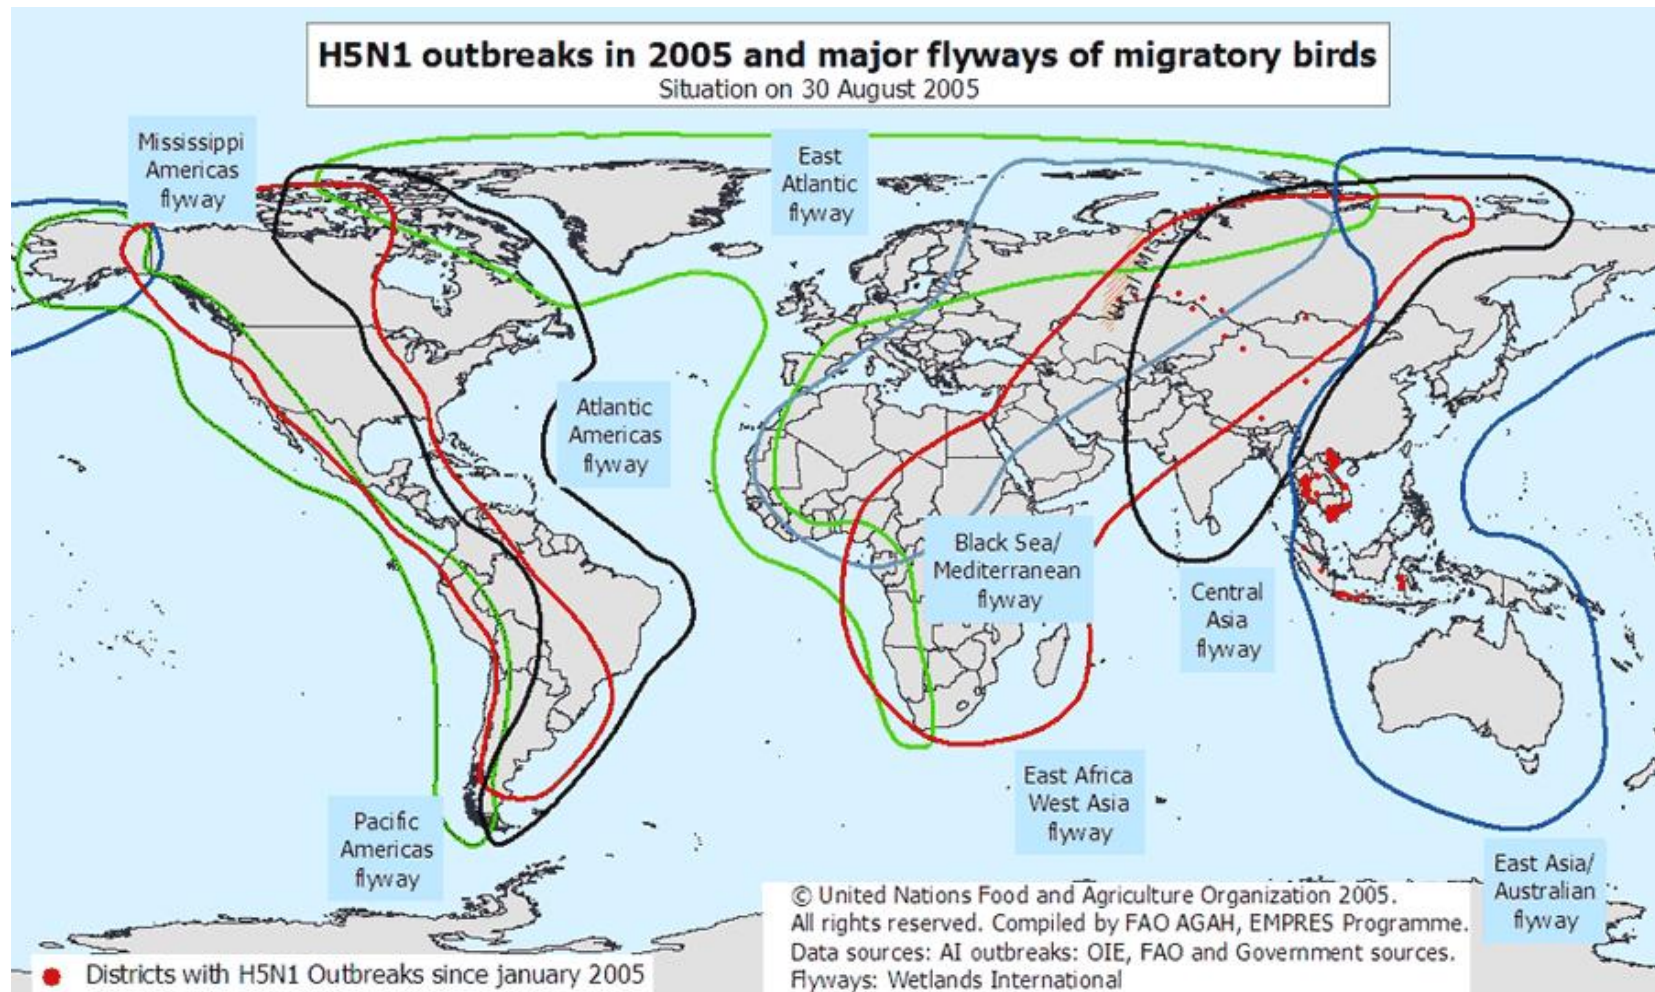 H5N1 outbreaks in 2005 and major flyways of migratory birds
Situation on 30 August 2005
Mississippi
Americas
flyway
East
Atlantic
flyway
Ural Mts
Atlantic
Americas
flyway
Black Sea/
Mediterranean
flyway
Central
Asia
flyway
East Africa
West Asia
flyway
Pacific
Americas
flyway
East Asia/
Australian
flyway
© United Nations Food and Agriculture Organization 2005.
All rights reserved. Compiled by FAO AGAH, EMPRES Programme.
Data sources: AI outbreaks: OIE, FAO and Government sources.
Flyways: Wetlands International
Districts with H5N1 Outbreaks since january 2005